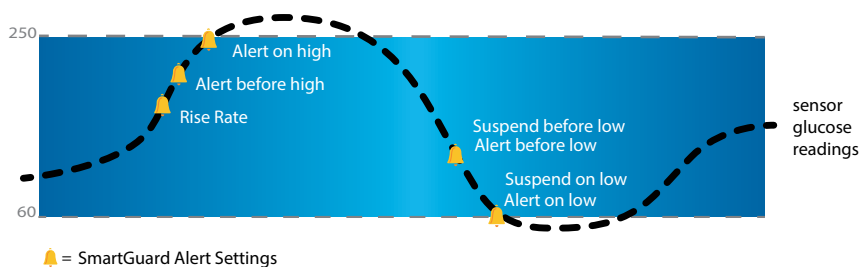 250
Alert on high
Alert before high
Rise Rate
Suspend before low
Alert before low
Suspend on low
Alert on low
60
sensor
glucose
readings
= SmartGuard Alert Settings